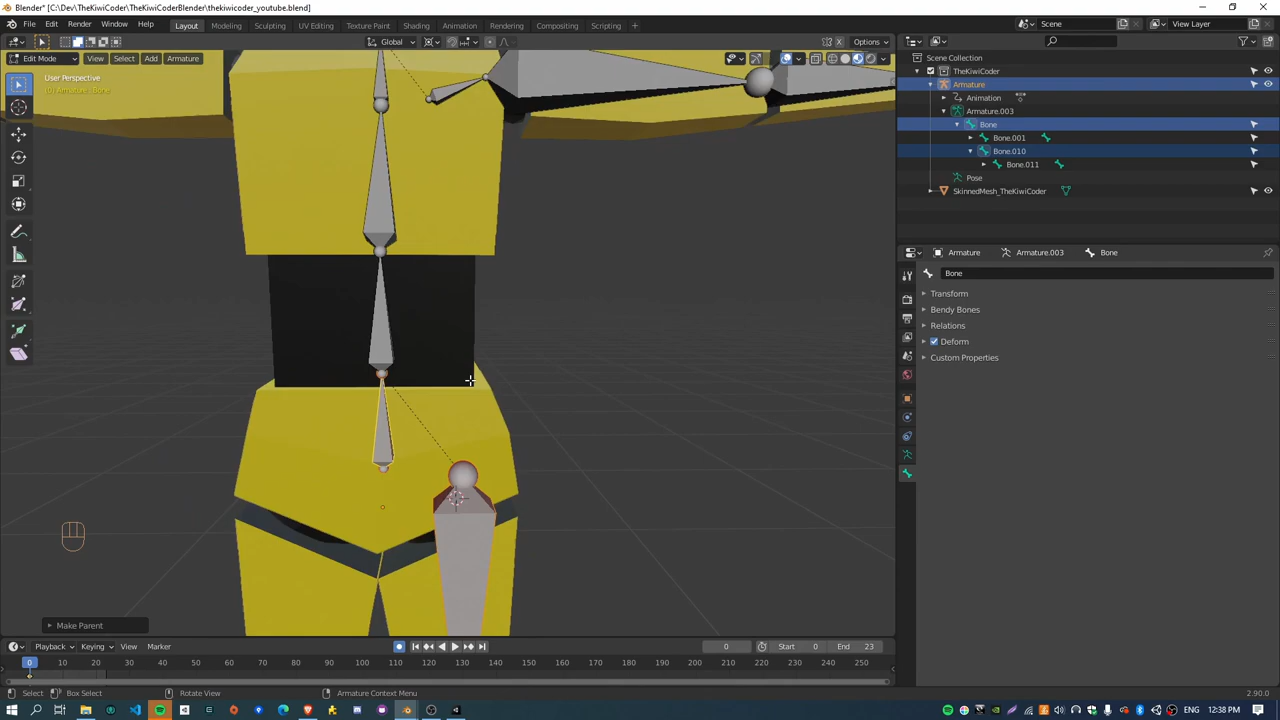 Blender* [C:\Dev\TheKiwiCoder\TheKiwiCoderBlender\thekiwicoder_youtube.blend]
File Edit Render Window Help Layout Modeling Sculpting UV Editing Texture Paint Shading Animation Rendering Compositing Scripting + Scene View Layer
Global Options
Edit Mode View Select Add Armature
User Perspective
(0) Armature : Bone
Scene Collection
TheKiwiCoder
Armature
Animation
Armature.003
Bone
Bone.001
Bone.010
Bone.011
Pose
SkinnedMesh_TheKiwiCoder
Armature Armature.003 Bone
Bone
Transform
Bendy Bones
Relations
Deform
Custom Properties
Make Parent
Playback Keying View Marker 0 Start 0 End 23
0 10 20 30 40 50 60 70 80 90 100 110 120 130 140 150 160 170 180 190 200 210 220 230 240 250
Select Box Select Rotate View Armature Context Menu 2.90.0
ENG 12:38 PM